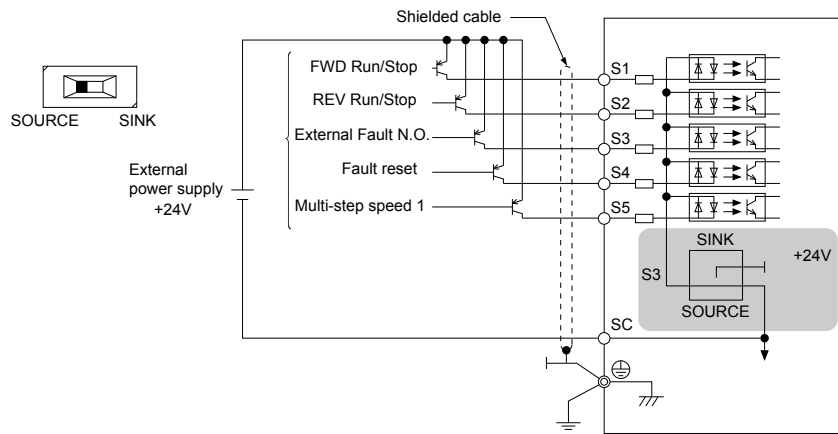 Shielded cable
FWD Run/Stop
REV Run/Stop
External Fault N.O.
Fault reset
Multi-step speed 1
SOURCE SINK
External
power supply
+24V
S1
S2
S3
S4
S5
SINK
+24V
S3
SOURCE
SC